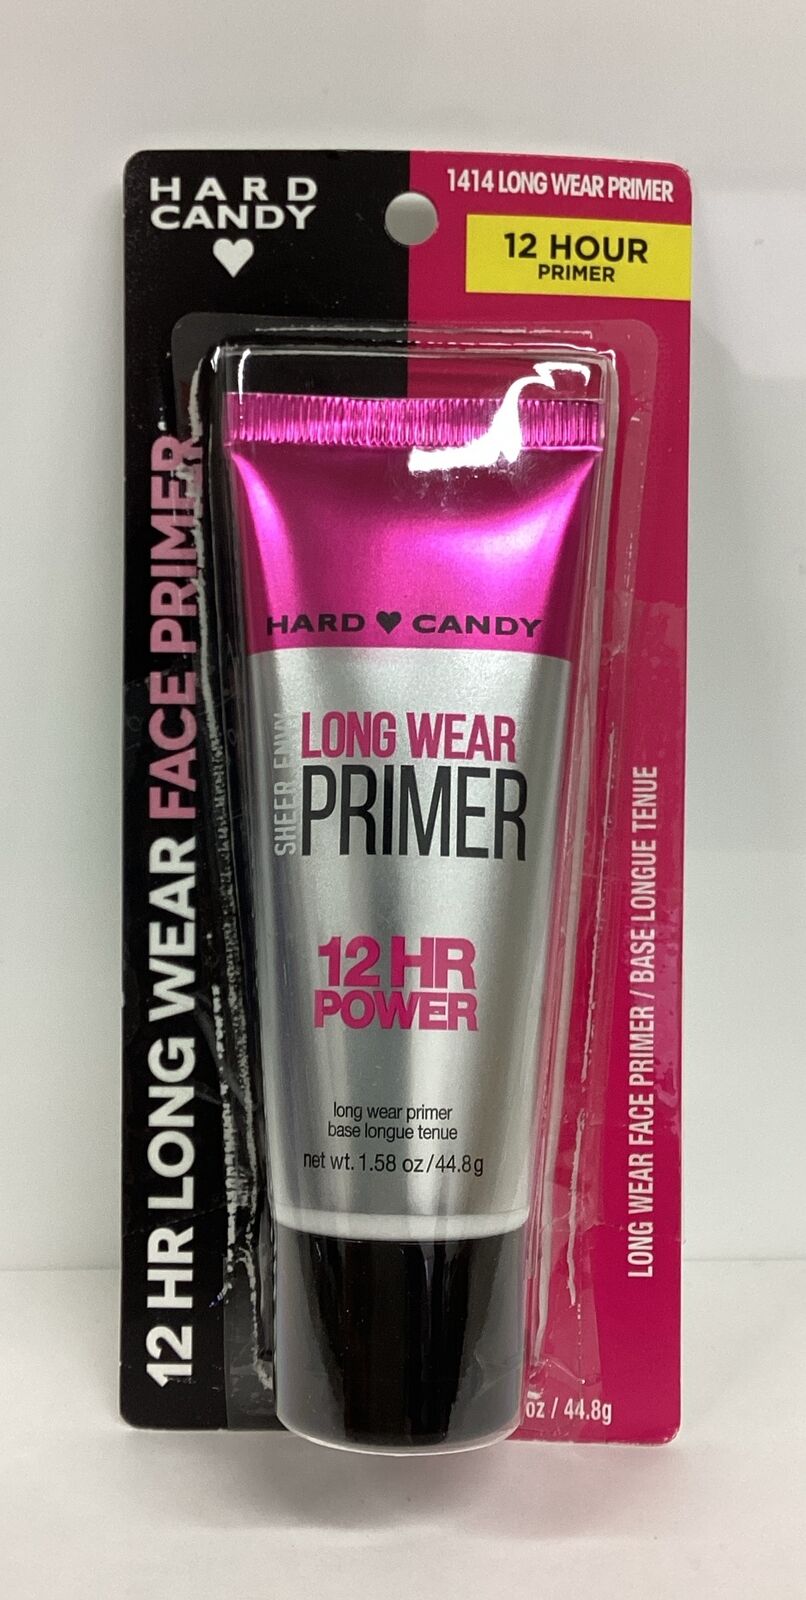 HARD
CANDY
1414 LONG WEAR PRIMER
12 HOUR
PRIMER
12 HR LONG WEAR FACE PRIMER
HARD ♥ CANDY
SHEER ENVY
LONG WEAR
PRIMER
12 HR
POWER
long wear primer
base longue tenue
net wt. 1.58 oz/44.8g
LONG WEAR FACE PRIMER / BASE LONGUE TENUE
oz / 44.8g